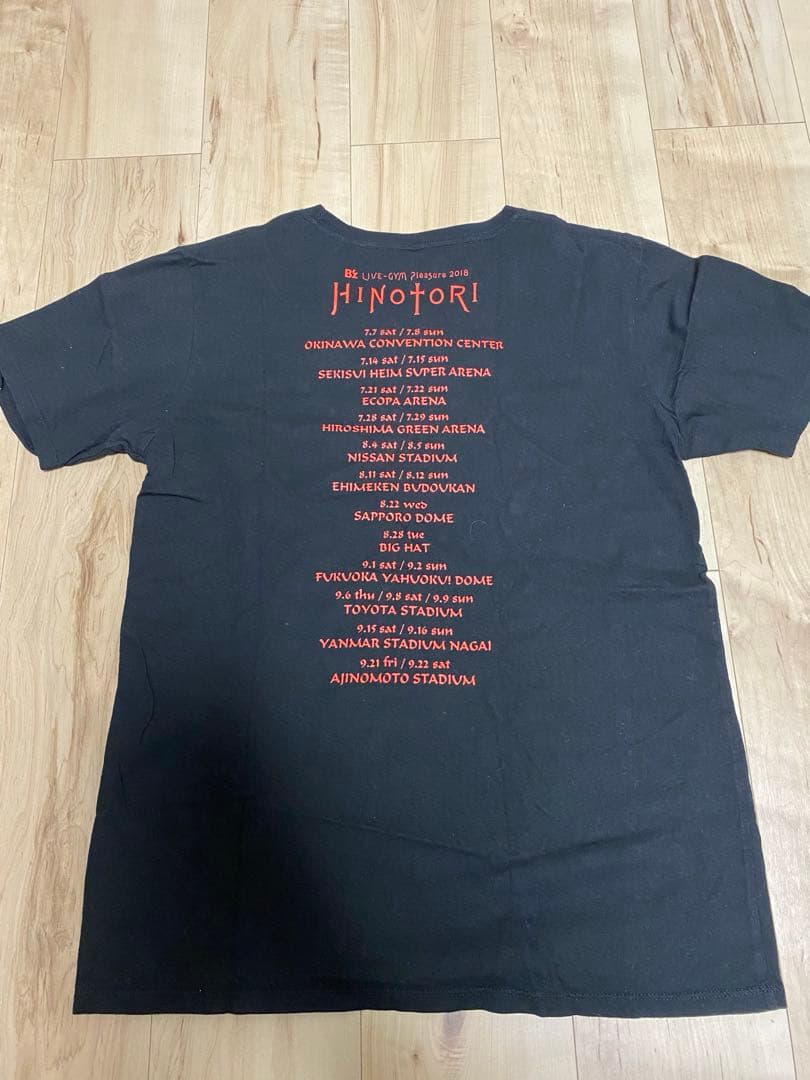 B'z LIVE-GYM Pleasure 2018
HINOTORI
7.7 sat / 7.8 sun
OKINAWA CONVENTION CENTER
7.14 sat / 7.15 sun
SEKISUI HEIM SUPER ARENA
7.21 sat / 7.22 sun
ECOPA ARENA
7.28 sat / 7.29 sun
HIROSHIMA GREEN ARENA
8.4 sat / 8.5 sun
NISSAN STADIUM
8.11 sat / 8.12 sun
EHIMEKEN BUDOUKAN
8.22 wed
SAPPORO DOME
8.28 tue
BIG HAT
9.1 sat / 9.2 sun
FUKUOKA YAHUOKU! DOME
9.6 thu / 9.8 sat / 9.9 sun
TOYOTA STADIUM
9.15 sat / 9.16 sun
YANMAR STADIUM NAGAI
9.21 fri / 9.22 sat
AJINOMOTO STADIUM